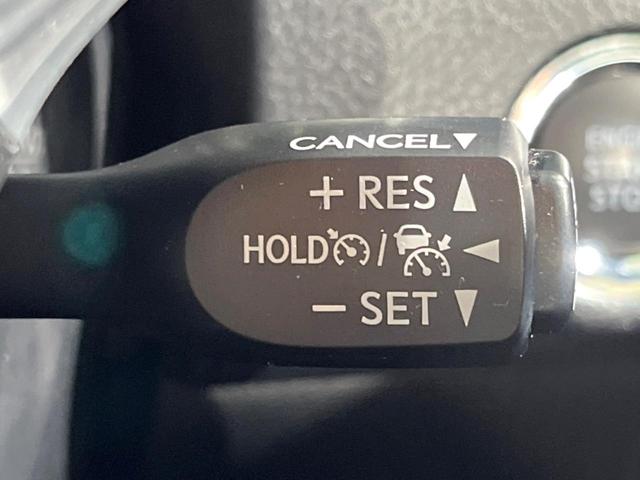 CANCEL▼
+ RES ▲
HOLD / ◀
− SET ▼